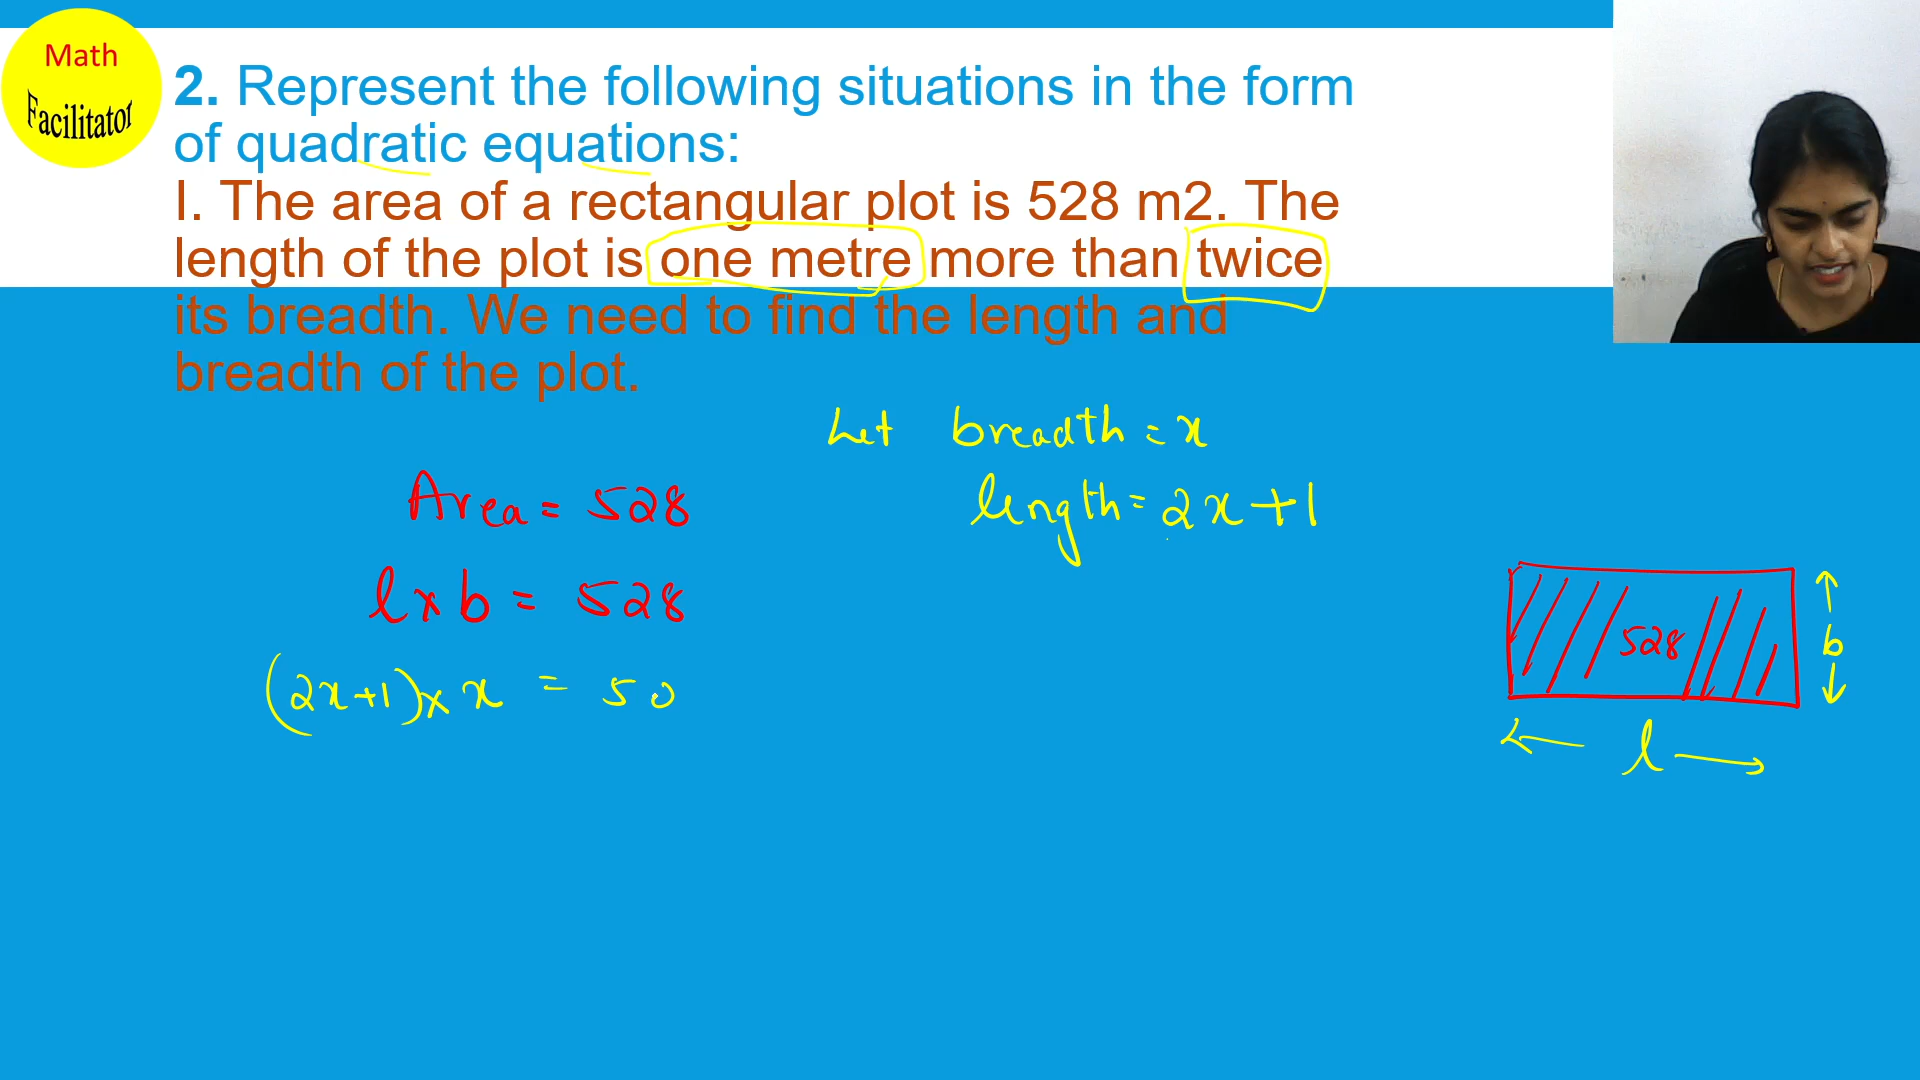 Math
Facilitator
2. Represent the following situations in the form
of quadratic equations:
I. The area of a rectangular plot is 528 m2. The
length of the plot is one metre more than twice
its breadth. We need to find the length and
breadth of the plot.
Let breadth = x
Area = 528
length = 2x+1
l x b = 528
(2x+1) x x = 50
528
b
l